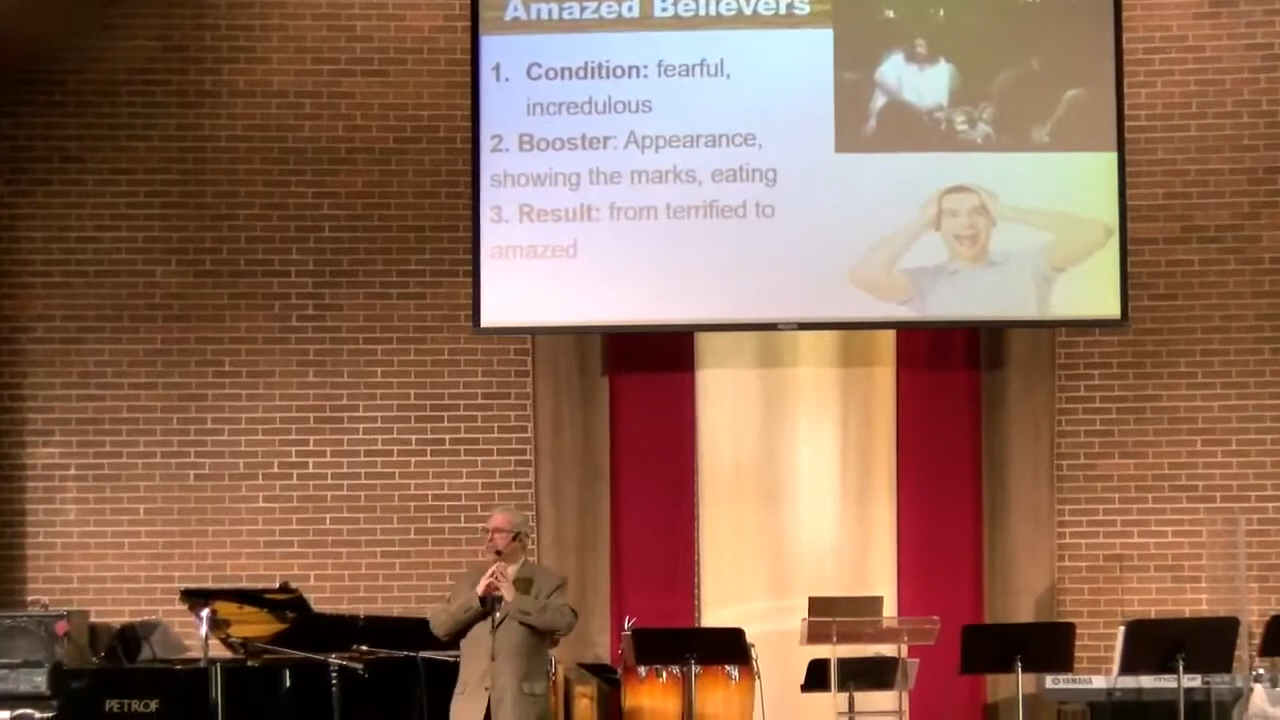 Amazed Believers
1. Condition: fearful,
incredulous
2. Booster: Appearance,
showing the marks, eating
3. Result: from terrified to
amazed
PETROF
YAMAHA